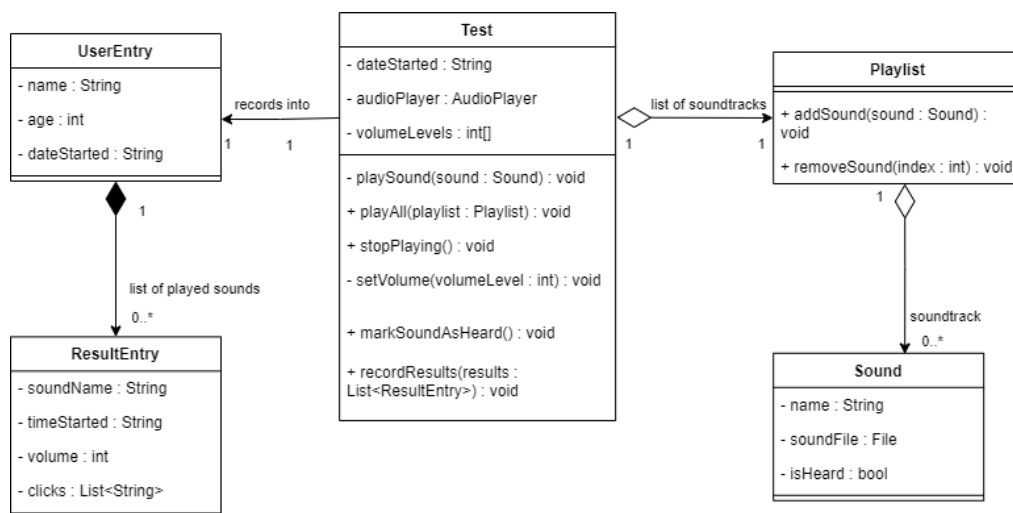 UserEntry
- name : String
- age : int
- dateStarted : String
records into
1
1
Test
- dateStarted : String
- audioPlayer : AudioPlayer
- volumeLevels : int[]
- playSound(sound : Sound) : void
+ playAll(playlist : Playlist) : void
+ stopPlaying() : void
- setVolume(volumeLevel : int) : void
+ markSoundAsHeard() : void
+ recordResults(results :
List<ResultEntry>) : void
list of soundtracks
1
1
Playlist
+ addSound(sound : Sound) :
void
+ removeSound(index : int) : void
1
soundtrack
0..*
Sound
- name : String
- soundFile : File
- isHeard : bool
1
list of played sounds
0..*
ResultEntry
- soundName : String
- timeStarted : String
- volume : int
- clicks : List<String>